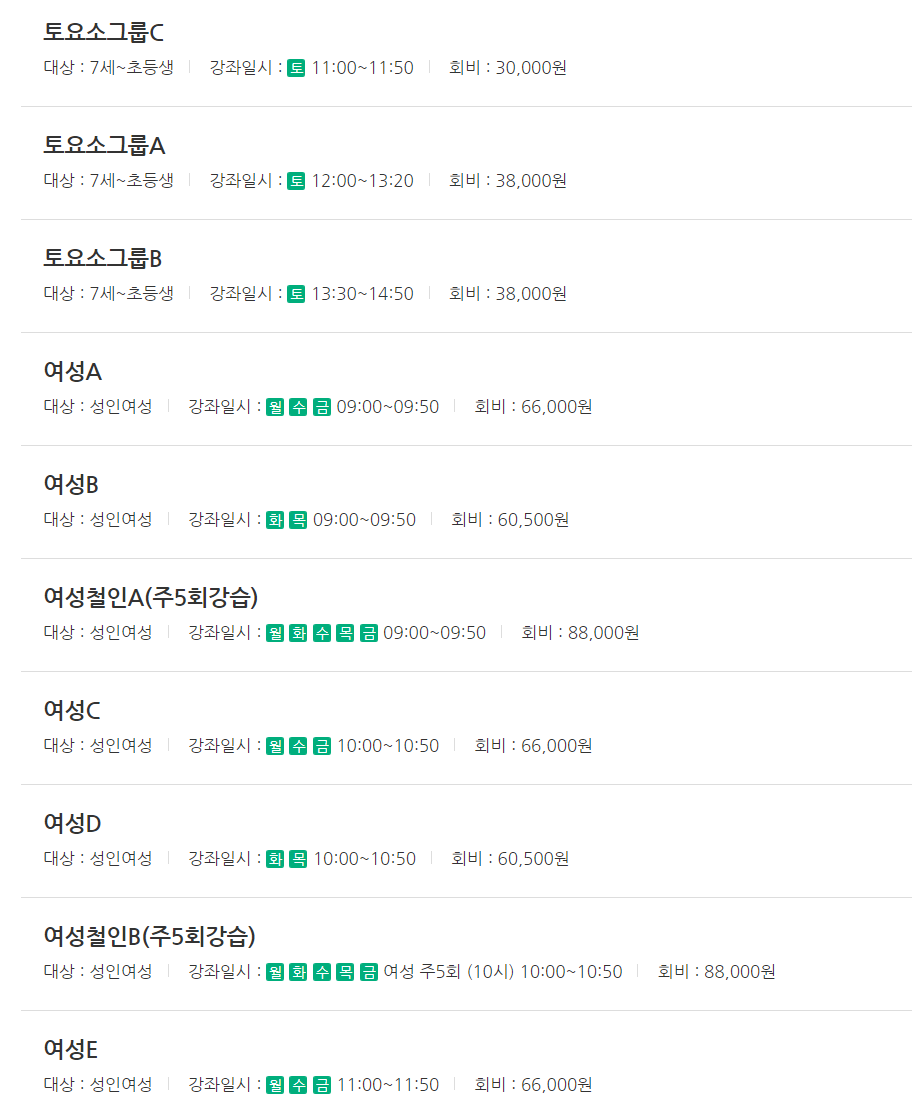 토요소그룹C
대상 : 7세~초등생 강좌일시 : 토 11:00~11:50 회비 : 30,000원
토요소그룹A
대상 : 7세~초등생 강좌일시 : 토 12:00~13:20 회비 : 38,000원
토요소그룹B
대상 : 7세~초등생 강좌일시 : 토 13:30~14:50 회비 : 38,000원
여성A
대상 : 성인여성 강좌일시 : 월 수 금 09:00~09:50 회비 : 66,000원
여성B
대상 : 성인여성 강좌일시 : 화 목 09:00~09:50 회비 : 60,500원
여성철인A(주5회강습)
대상 : 성인여성 강좌일시 : 월 화 수 목 금 09:00~09:50 회비 : 88,000원
여성C
대상 : 성인여성 강좌일시 : 월 수 금 10:00~10:50 회비 : 66,000원
여성D
대상 : 성인여성 강좌일시 : 화 목 10:00~10:50 회비 : 60,500원
여성철인B(주5회강습)
대상 : 성인여성 강좌일시 : 월 화 수 목 금 여성 주5회 (10시) 10:00~10:50 회비 : 88,000원
여성E
대상 : 성인여성 강좌일시 : 월 수 금 11:00~11:50 회비 : 66,000원